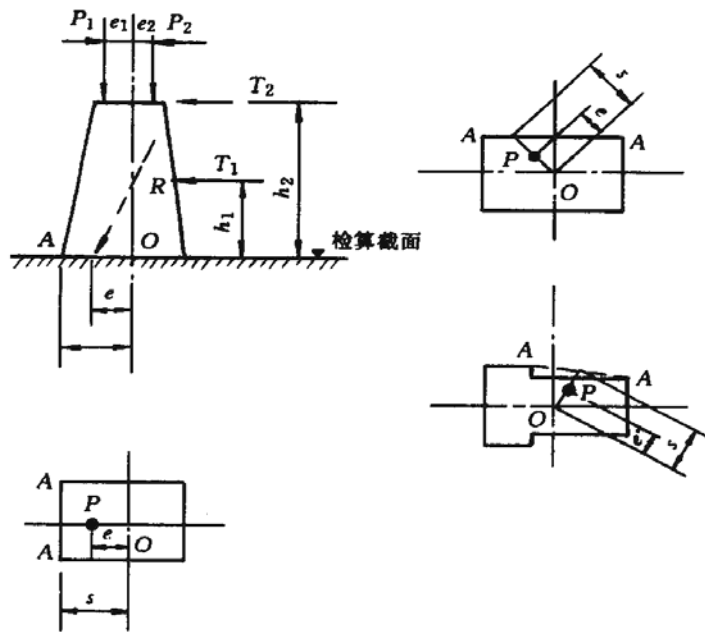 P₁ e₁ e₂ P₂
T₂
R T₁
h₁ h₂
A O 检算截面
e
A
P
e O
A
s
s
e
A A
P
O
A A
P
O
e s